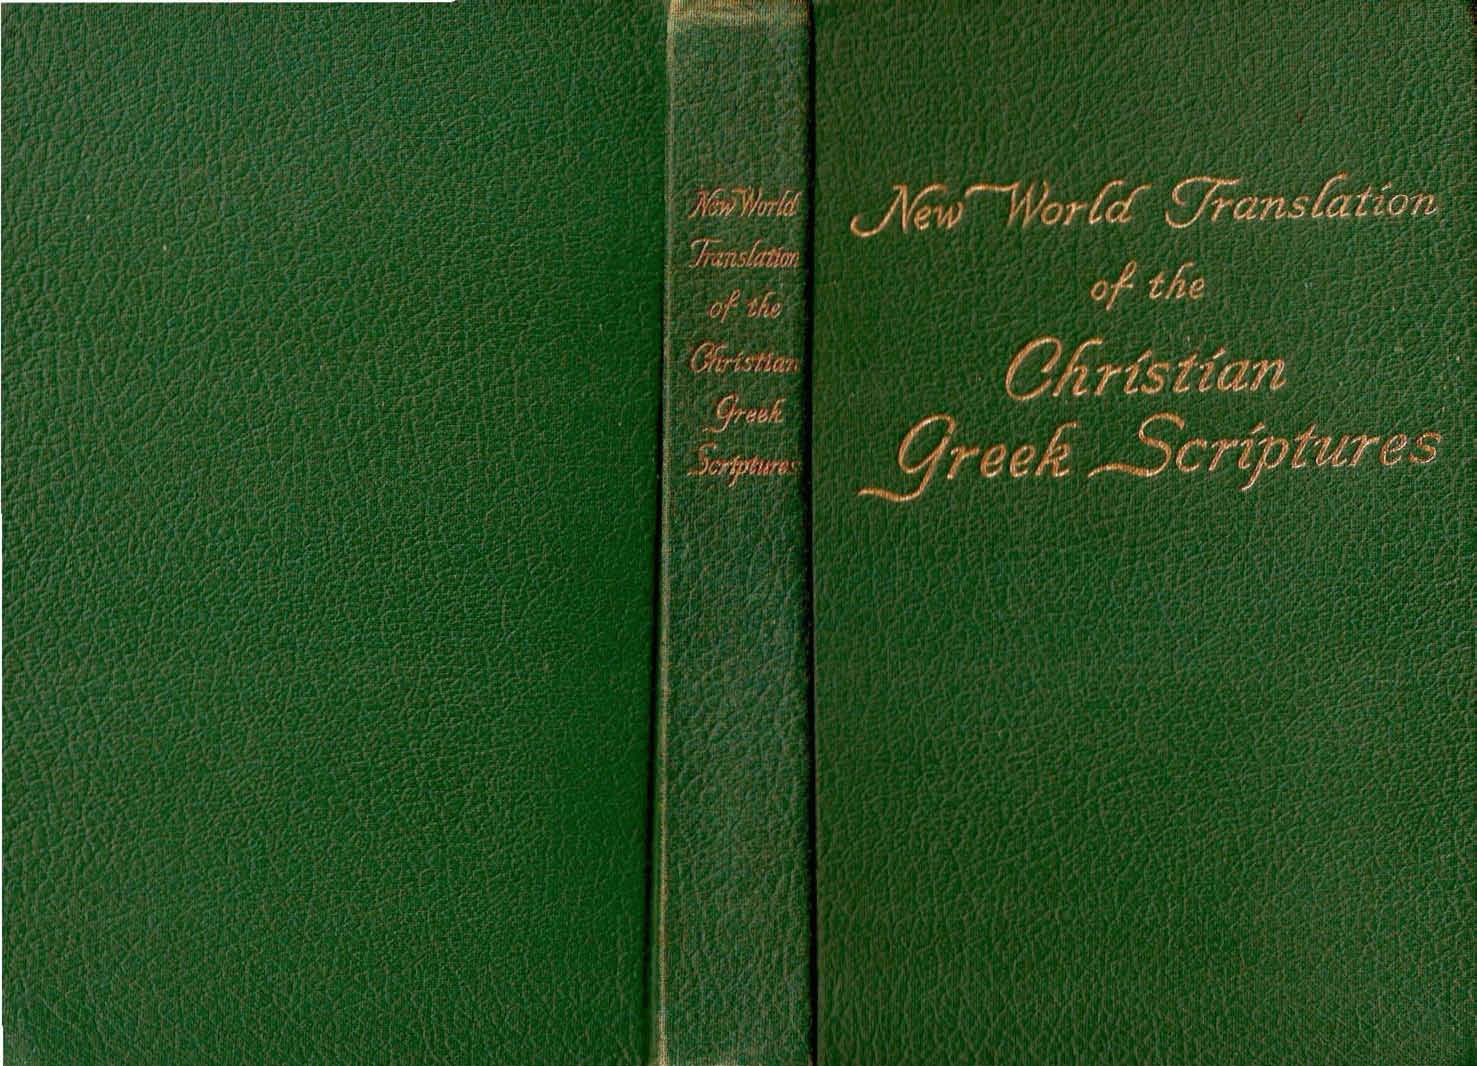 New World
Translation
of the
Christian
Greek
Scriptures
New World Translation
of the
Christian
Greek Scriptures